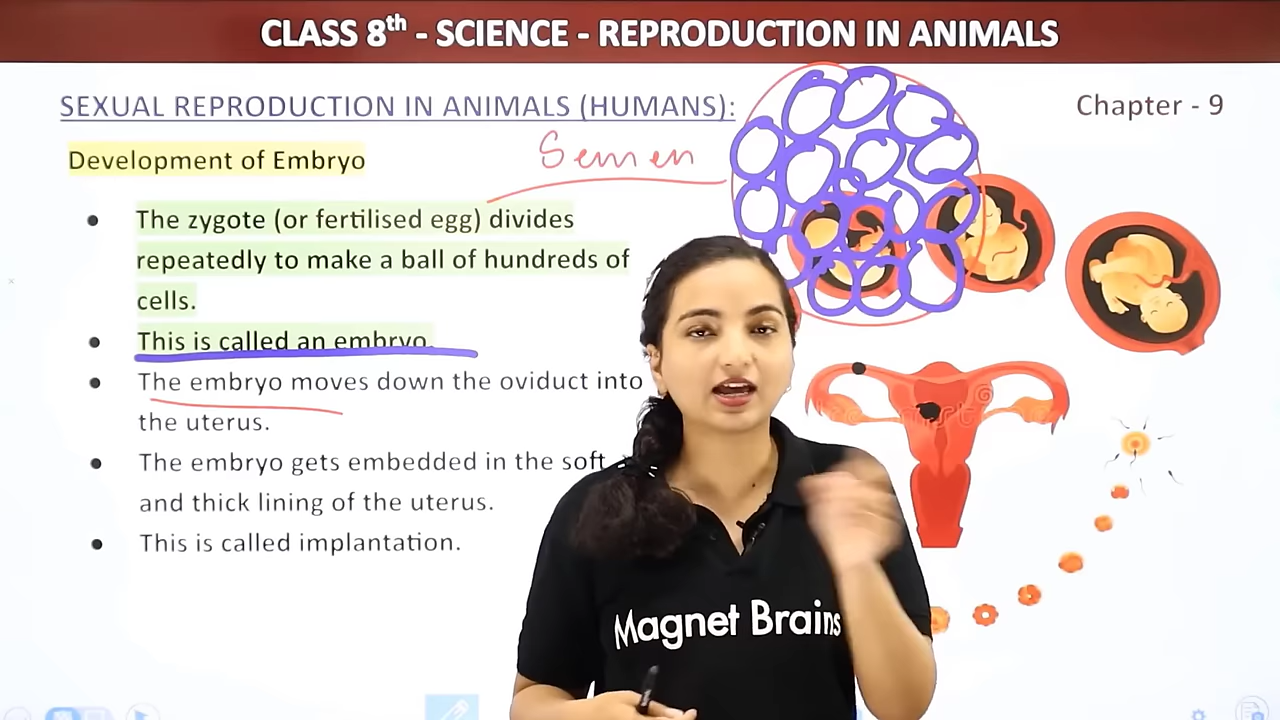 CLASS 8th - SCIENCE - REPRODUCTION IN ANIMALS
SEXUAL REPRODUCTION IN ANIMALS (HUMANS):
Chapter - 9
Semen
Development of Embryo
● The zygote (or fertilised egg) divides
repeatedly to make a ball of hundreds of
cells.
● This is called an embryo.
● The embryo moves down the oviduct into
the uterus.
● The embryo gets embedded in the soft
and thick lining of the uterus.
● This is called implantation.
Magnet Brains